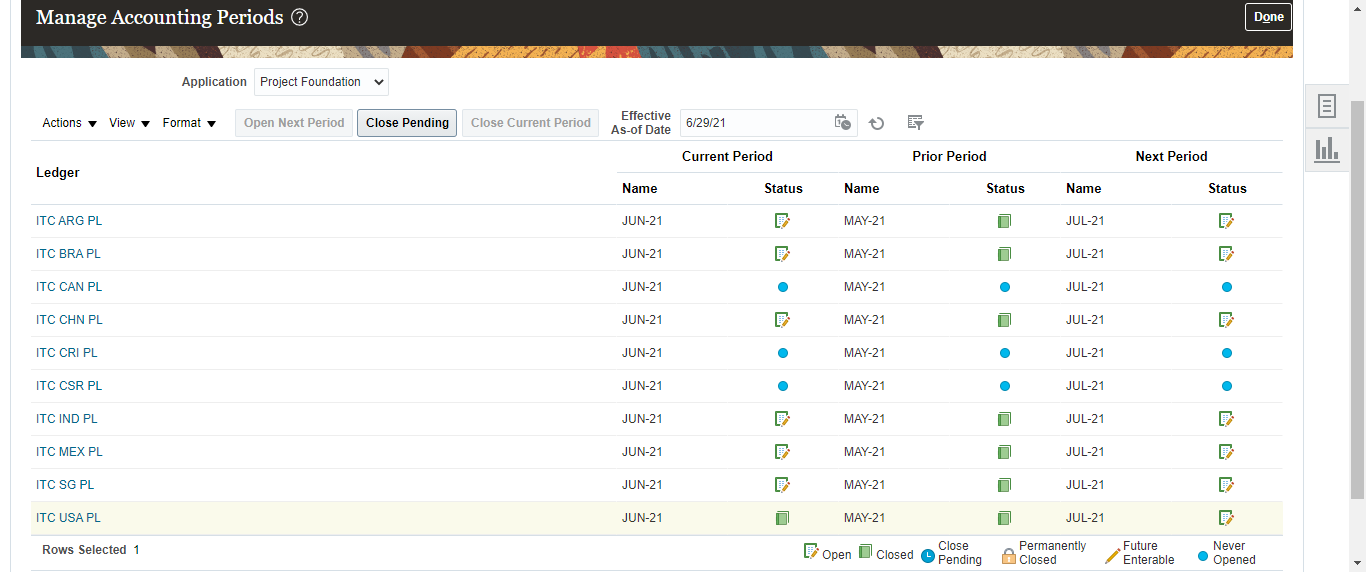 Manage Accounting Periods ?
Done
Application Project Foundation
Actions View Format Open Next Period Close Pending Close Current Period Effective As-of Date 6/29/21
Current Period Prior Period Next Period
Ledger
Name Status Name Status Name Status
ITC ARG PL JUN-21 MAY-21 JUL-21
ITC BRA PL JUN-21 MAY-21 JUL-21
ITC CAN PL JUN-21 MAY-21 JUL-21
ITC CHN PL JUN-21 MAY-21 JUL-21
ITC CRI PL JUN-21 MAY-21 JUL-21
ITC CSR PL JUN-21 MAY-21 JUL-21
ITC IND PL JUN-21 MAY-21 JUL-21
ITC MEX PL JUN-21 MAY-21 JUL-21
ITC SG PL JUN-21 MAY-21 JUL-21
ITC USA PL JUN-21 MAY-21 JUL-21
Rows Selected 1
Open Closed Close Pending Permanently Closed Future Enterable Never Opened